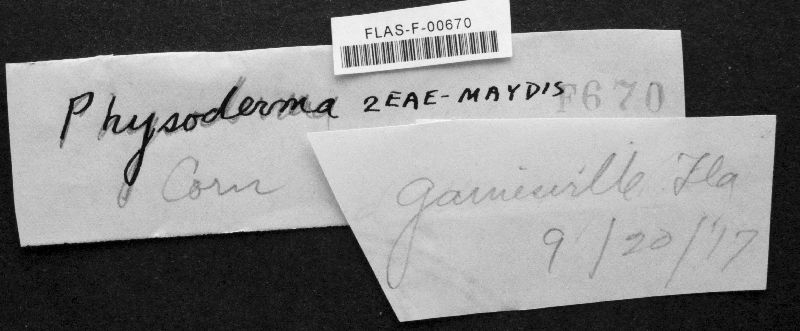 FLAS-F-00670
Physoderma ZEAE-MAYDIS F670
Corn
Gainesville Fla
9/20/17